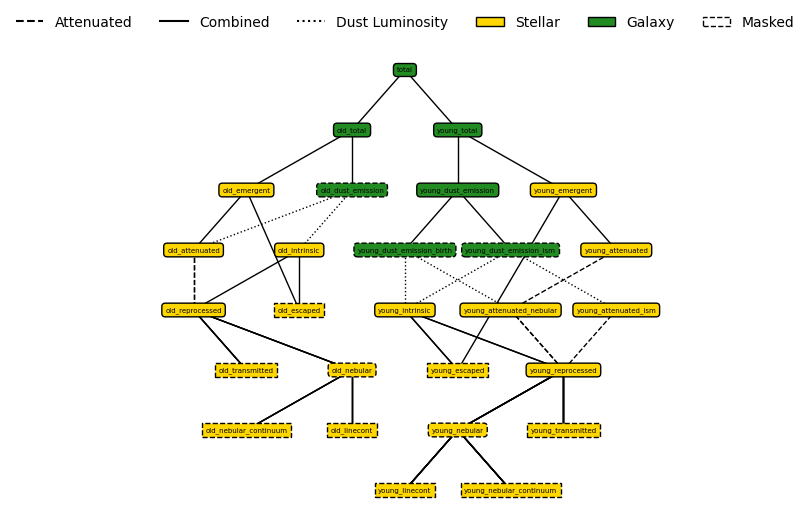 Attenuated Combined Dust Luminosity Stellar Galaxy Masked
total
old_total young_total
old_emergent old_dust_emission young_dust_emission young_emergent
old_attenuated old_intrinsic young_dust_emission_birth young_dust_emission_ism young_attenuated
old_reprocessed old_escaped young_intrinsic young_attenuated_nebular young_attenuated_ism
old_transmitted old_nebular young_escaped young_reprocessed
old_nebular_continuum old_linecont young_nebular young_transmitted
young_linecont young_nebular_continuum